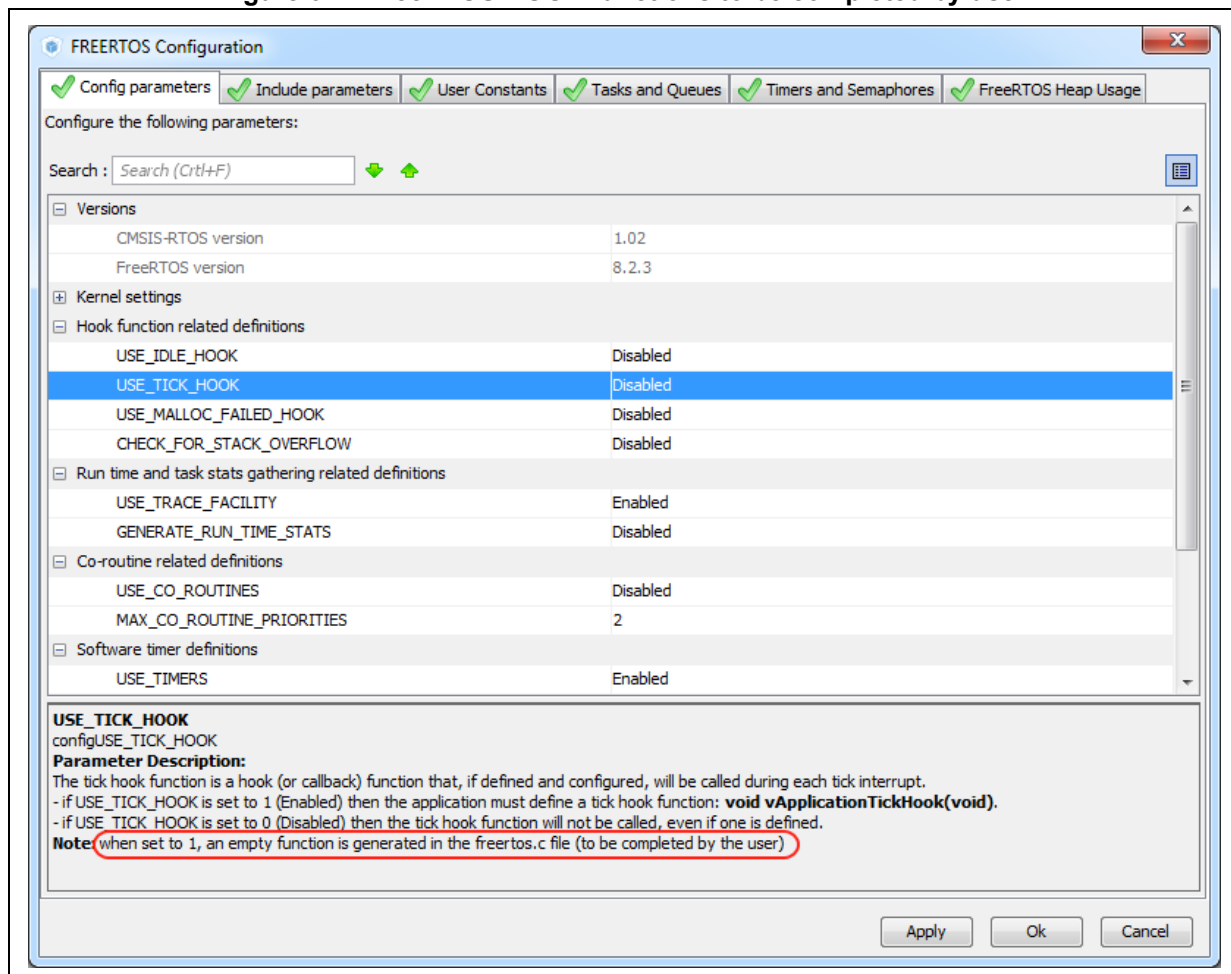 FREERTOS Configuration
Config parameters Include parameters User Constants Tasks and Queues Timers and Semaphores FreeRTOS Heap Usage
Configure the following parameters:
Search : Search (Crtl+F)
Versions
CMSIS-RTOS version 1.02
FreeRTOS version 8.2.3
Kernel settings
Hook function related definitions
USE_IDLE_HOOK Disabled
USE_TICK_HOOK Disabled
USE_MALLOC_FAILED_HOOK Disabled
CHECK_FOR_STACK_OVERFLOW Disabled
Run time and task stats gathering related definitions
USE_TRACE_FACILITY Enabled
GENERATE_RUN_TIME_STATS Disabled
Co-routine related definitions
USE_CO_ROUTINES Disabled
MAX_CO_ROUTINE_PRIORITIES 2
Software timer definitions
USE_TIMERS Enabled
USE_TICK_HOOK
configUSE_TICK_HOOK
Parameter Description:
The tick hook function is a hook (or callback) function that, if defined and configured, will be called during each tick interrupt.
- if USE_TICK_HOOK is set to 1 (Enabled) then the application must define a tick hook function: void vApplicationTickHook(void).
- if USE_TICK_HOOK is set to 0 (Disabled) then the tick hook function will not be called, even if one is defined.
Note: when set to 1, an empty function is generated in the freertos.c file (to be completed by the user)
Apply Ok Cancel